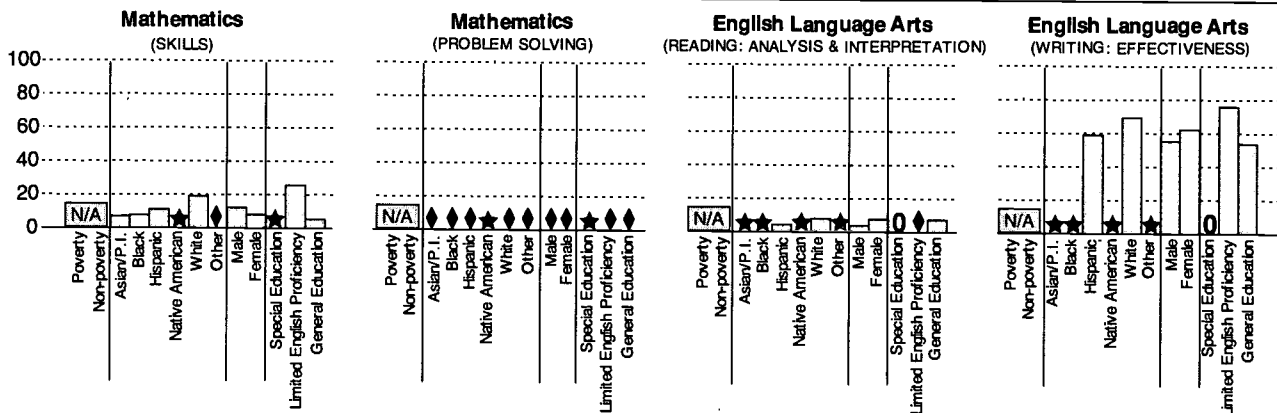 Mathematics
(SKILLS)
100
80
60
40
20
0
N/A
Poverty
Non-poverty
Asian/P.I.
Black
Hispanic
Native American
White
Other
Male
Female
Special Education
Limited English Proficiency
General Education
Mathematics
(PROBLEM SOLVING)
N/A
Poverty
Non-poverty
Asian/P.I.
Black
Hispanic
Native American
White
Other
Male
Female
Special Education
Limited English Proficiency
General Education
English Language Arts
(READING: ANALYSIS & INTERPRETATION)
N/A
0
Poverty
Non-poverty
Asian/P. I.
Black
Hispanic
Native American
White
Other
Male
Female
Special Education
Limited English Proficiency
General Education
English Language Arts
(WRITING: EFFECTIVENESS)
N/A
0
Poverty
Non-poverty
Asian/P. I.
Black
Hispanic
Native American
White
Other
Male
Female
Special Education
Limited English Proficiency
General Education